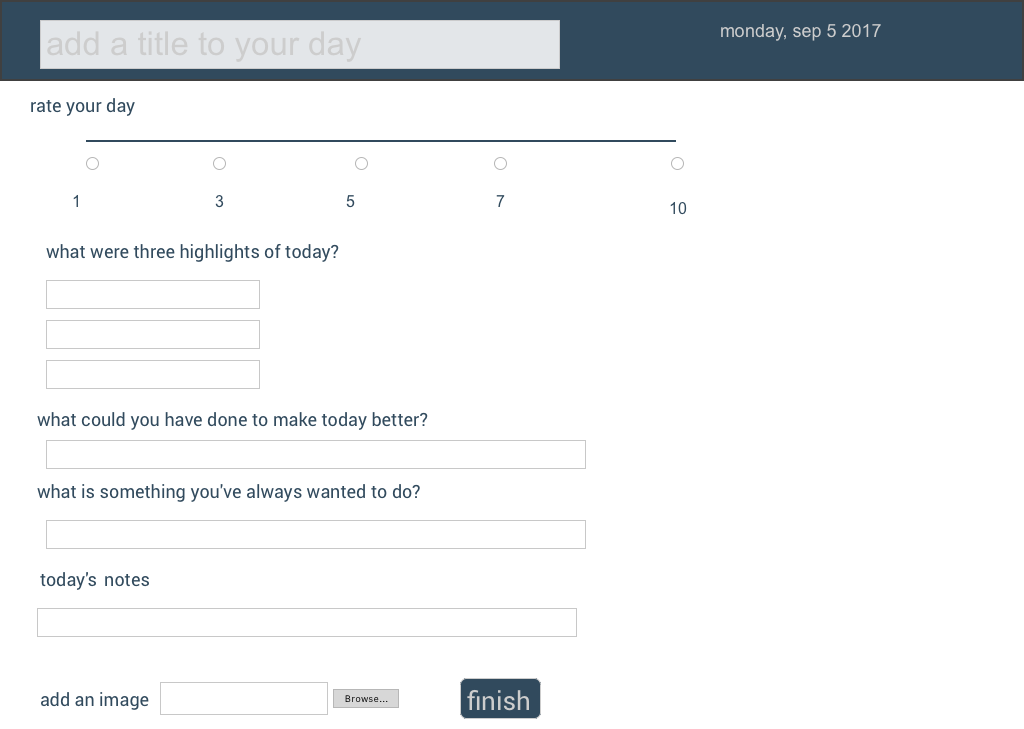 add a title to your day
monday, sep 5 2017
rate your day
1 3 5 7 10
what were three highlights of today?
what could you have done to make today better?
what is something you've always wanted to do?
today's notes
add an image Browse... finish